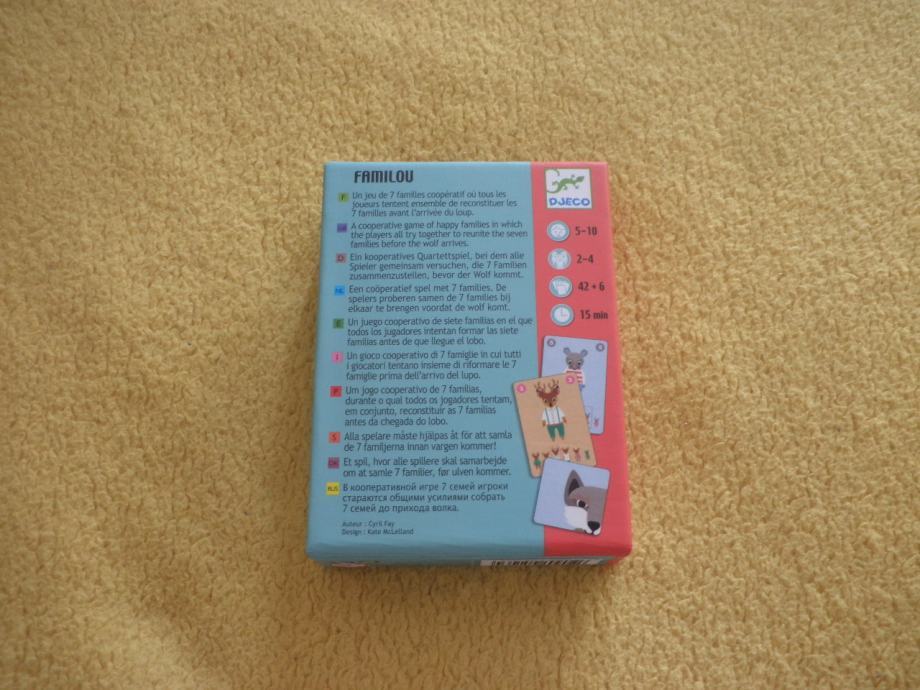 FAMILOU
F Un jeu de 7 familles coopératif où tous les
joueurs tentent ensemble de reconstituer les
7 familles avant l'arrivée du loup.
GB A cooperative game of happy families in which
the players all try together to reunite the seven
families before the wolf arrives.
D Ein kooperatives Quartettspiel, bei dem alle
Spieler gemeinsam versuchen, die 7 Familien
zusammenzustellen, bevor der Wolf kommt.
NL Een coöperatief spel met 7 families. De
spelers proberen samen de 7 families bij
elkaar te brengen voordat de wolf komt.
E Un juego cooperativo de siete familias en el que
todos los jugadores intentan formar las siete
familias antes de que llegue el lobo.
I Un gioco cooperativo di 7 famiglie in cui tutti
i giocatori tentano insieme di riformare le 7
famiglie prima dell'arrivo del lupo.
P Um jogo cooperativo de 7 famílias,
durante o qual todos os jogadores tentam,
em conjunto, reconstituir as 7 famílias
antes da chegada do lobo.
S Alla spelare måste hjälpas åt för att samla
de 7 familjerna innan vargen kommer!
DK Et spil, hvor alle spillere skal samarbejde
om at samle 7 familier, før ulven kommer.
RUS В кооперативной игре 7 семей игроки
стараются общими усилиями собрать
7 семей до прихода волка.
Auteur : Cyril Fay
Design : Kate McLelland
DJECO
5-10
2-4
42 + 6
15 min